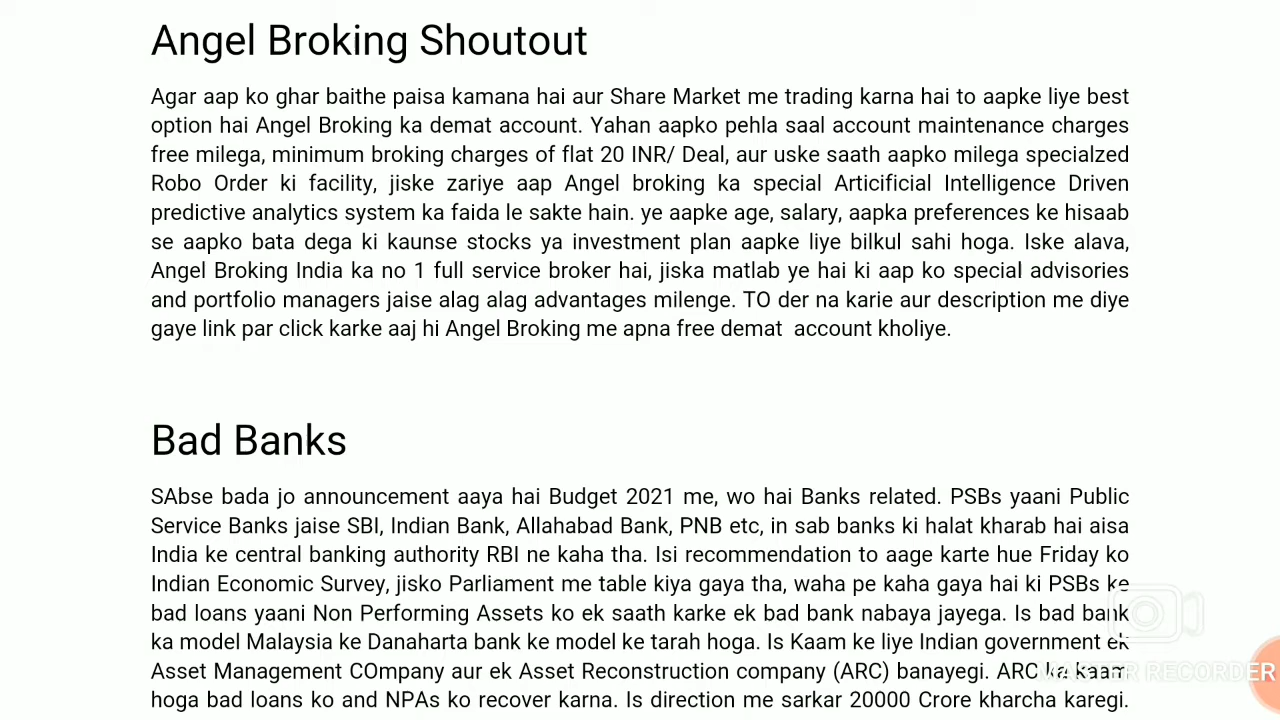 Angel Broking Shoutout
Agar aap ko ghar baithe paisa kamana hai aur Share Market me trading karna hai to aapke liye best
option hai Angel Broking ka demat account. Yahan aapko pehla saal account maintenance charges
free milega, minimum broking charges of flat 20 INR/ Deal, aur uske saath aapko milega specialzed
Robo Order ki facility, jiske zariye aap Angel broking ka special Articificial Intelligence Driven
predictive analytics system ka faida le sakte hain. ye aapke age, salary, aapka preferences ke hisaab
se aapko bata dega ki kaunse stocks ya investment plan aapke liye bilkul sahi hoga. Iske alava,
Angel Broking India ka no 1 full service broker hai, jiska matlab ye hai ki aap ko special advisories
and portfolio managers jaise alag alag advantages milenge. TO der na karie aur description me diye
gaye link par click karke aaj hi Angel Broking me apna free demat account kholiye.
Bad Banks
SAbse bada jo announcement aaya hai Budget 2021 me, wo hai Banks related. PSBs yaani Public
Service Banks jaise SBI, Indian Bank, Allahabad Bank, PNB etc, in sab banks ki halat kharab hai aisa
India ke central banking authority RBI ne kaha tha. Isi recommendation to aage karte hue Friday ko
Indian Economic Survey, jisko Parliament me table kiya gaya tha, waha pe kaha gaya hai ki PSBs ke
bad loans yaani Non Performing Assets ko ek saath karke ek bad bank nabaya jayega. Is bad bank
ka model Malaysia ke Danaharta bank ke model ke tarah hoga. Is Kaam ke liye Indian government ek
Asset Management COmpany aur ek Asset Reconstruction company (ARC) banayegi. ARC ka kaam
hoga bad loans ko and NPAs ko recover karna. Is direction me sarkar 20000 Crore kharcha karegi.
MASTER RECORDER